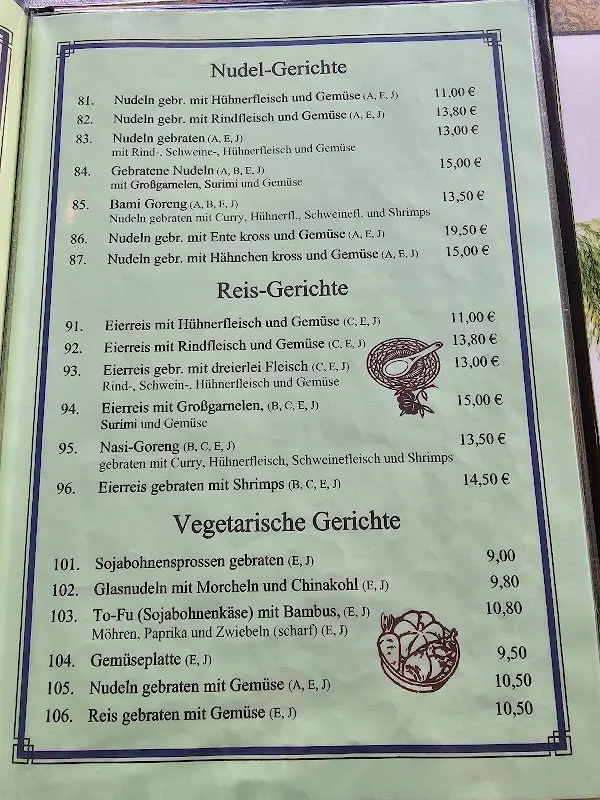 Nudel-Gerichte
81. Nudeln gebr. mit Hühnerfleisch und Gemüse (A, E, J) 11,00 €
82. Nudeln gebr. mit Rindfleisch und Gemüse (A, E, J) 13,80 €
83. Nudeln gebraten (A, E, J) 13,00 €
mit Rind-, Schweine-, Hühnerfleisch und Gemüse
84. Gebratene Nudeln (A, B, E, J) 15,00 €
mit Großgarnelen, Surimi und Gemüse
85. Bami Goreng (A, B, E, J) 13,50 €
Nudeln gebraten mit Curry, Hühnerfl., Schweinefl. und Shrimps
86. Nudeln gebr. mit Ente kross und Gemüse (A, E, J) 19,50 €
87. Nudeln gebr. mit Hähnchen kross und Gemüse (A, E, J) 15,00 €
Reis-Gerichte
91. Eierreis mit Hühnerfleisch und Gemüse (C, E, J) 11,00 €
92. Eierreis mit Rindfleisch und Gemüse (C, E, J) 13,80 €
93. Eierreis gebr. mit dreierlei Fleisch (C, E, J) 13,00 €
Rind-, Schwein-, Hühnerfleisch und Gemüse
94. Eierreis mit Großgarnelen, (B, C, E, J) 15,00 €
Surimi und Gemüse
95. Nasi-Goreng (B, C, E, J) 13,50 €
gebraten mit Curry, Hühnerfleisch, Schweinefleisch und Shrimps
96. Eierreis gebraten mit Shrimps (B, C, E, J) 14,50 €
Vegetarische Gerichte
101. Sojabohnensprossen gebraten (E, J) 9,00
102. Glasnudeln mit Morcheln und Chinakohl (E, J) 9,80
103. To-Fu (Sojabohnenkäse) mit Bambus, (E, J) 10,80
Möhren, Paprika und Zwiebeln (scharf) (E, J)
104. Gemüseplatte (E, J) 9,50
105. Nudeln gebraten mit Gemüse (A, E, J) 10,50
106. Reis gebraten mit Gemüse (E, J) 10,50